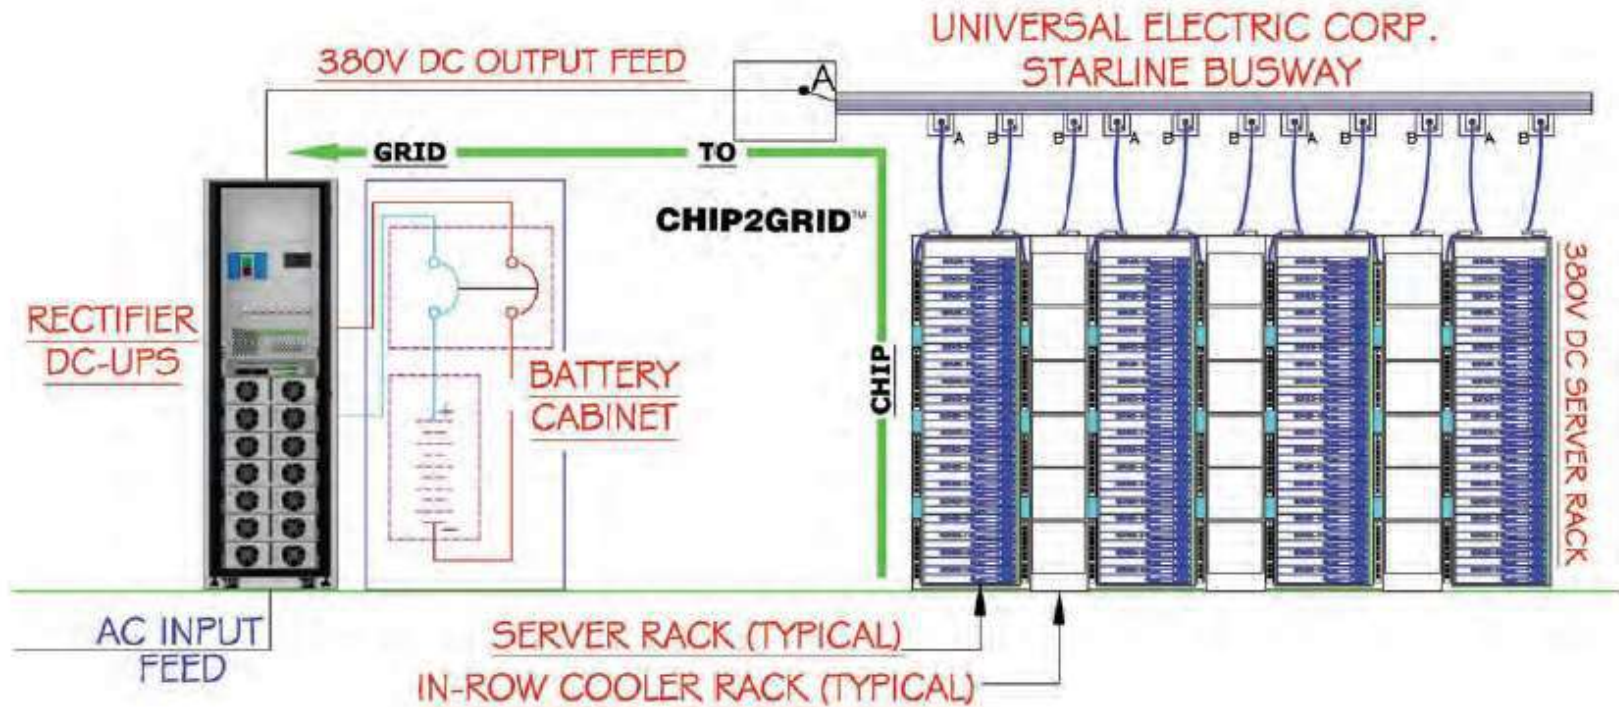 UNIVERSAL ELECTRIC CORP.
STARLINE BUSWAY
380V DC OUTPUT FEED
A
A B B A B B A B B A B
GRID TO
CHIP2GRID™
CHIP
RECTIFIER
DC-UPS
BATTERY
CABINET
380V DC SERVER RACK
AC INPUT
FEED
SERVER RACK (TYPICAL)
IN-ROW COOLER RACK (TYPICAL)